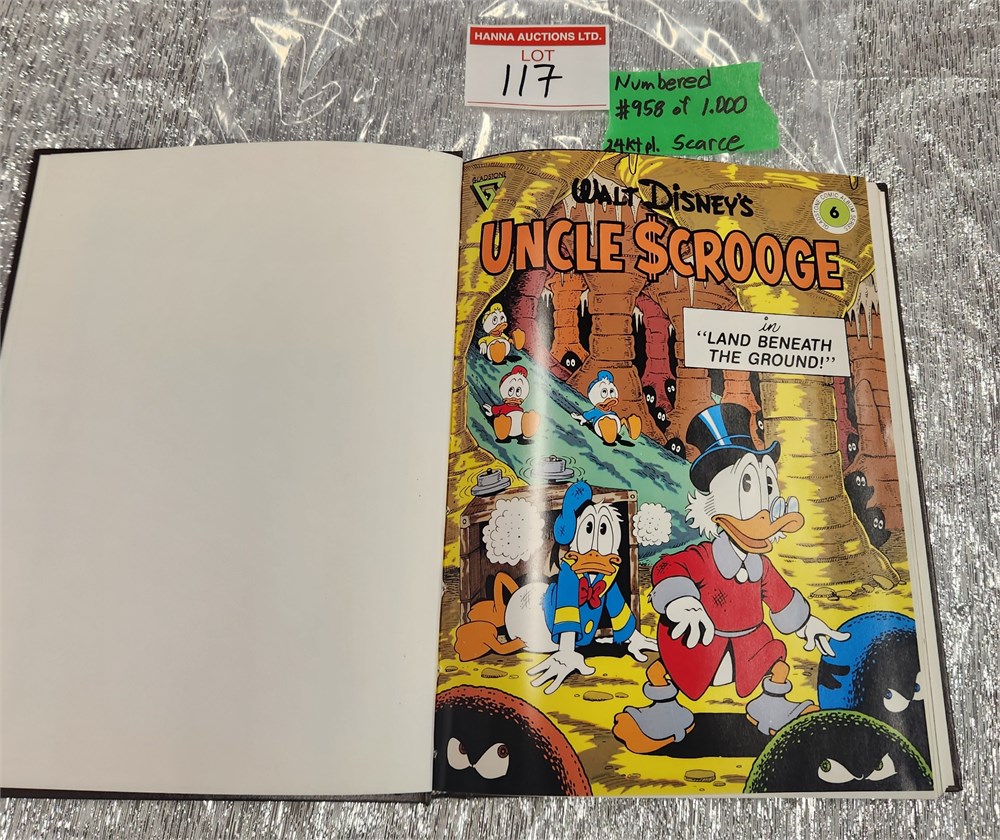 HANNA AUCTIONS LTD.
LOT
117
Numbered
#958 of 1.000
24kt pl. Scarce
GLADSTONE
5
WALT DISNEY'S
6
UNCLE $CROOGE
in
"LAND BENEATH
THE GROUND!"